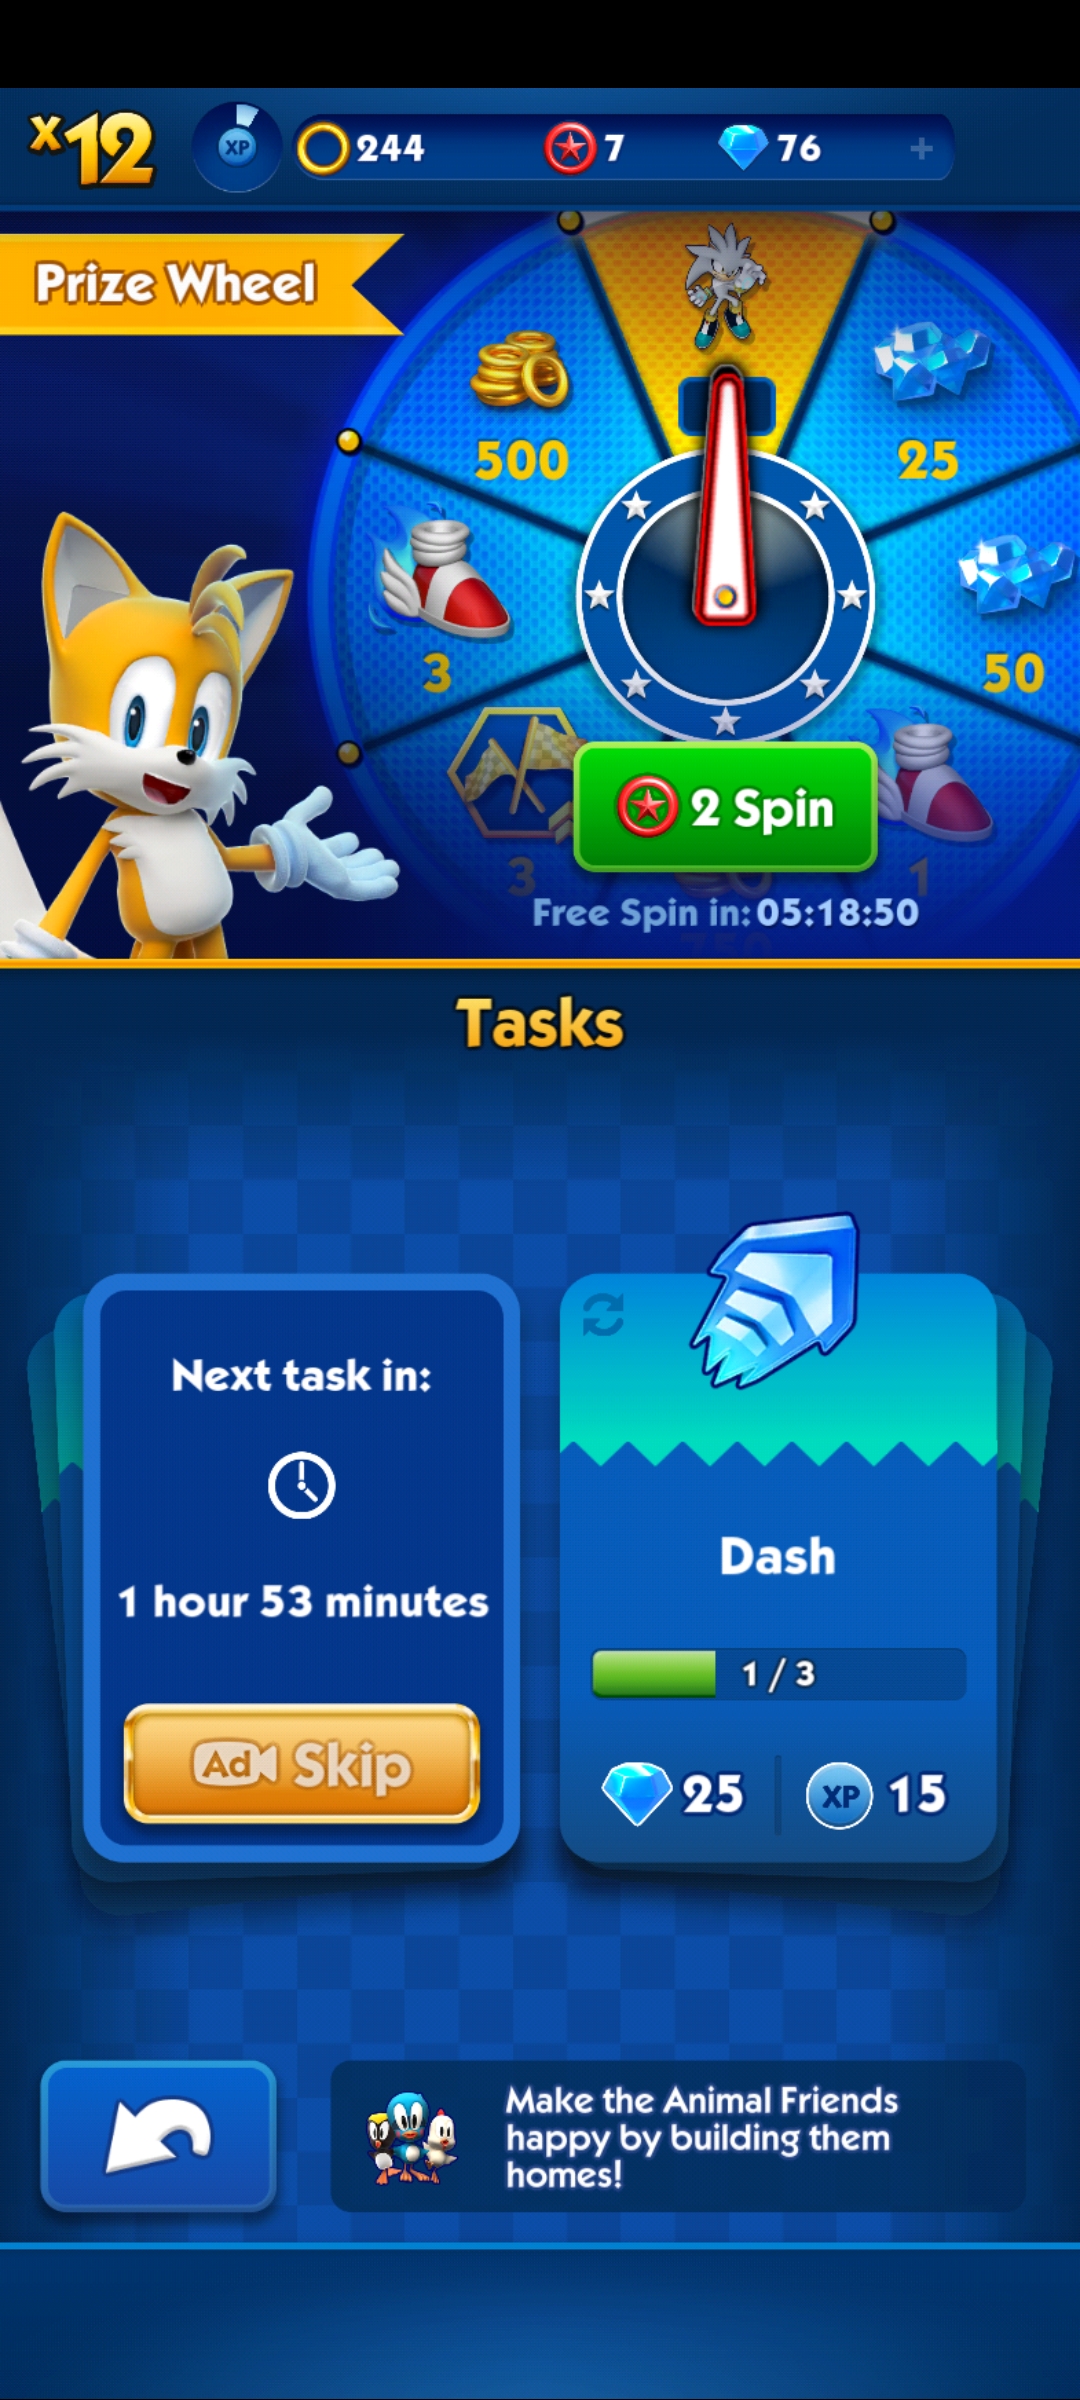 x12
XP
244
7
76
+
Prize Wheel
500
25
3
50
2 Spin
3
1
Free Spin in: 05:18:50
750
Tasks
Next task in:
1 hour 53 minutes
Ad Skip
Dash
1 / 3
25
XP 15
Make the Animal Friends
happy by building them
homes!